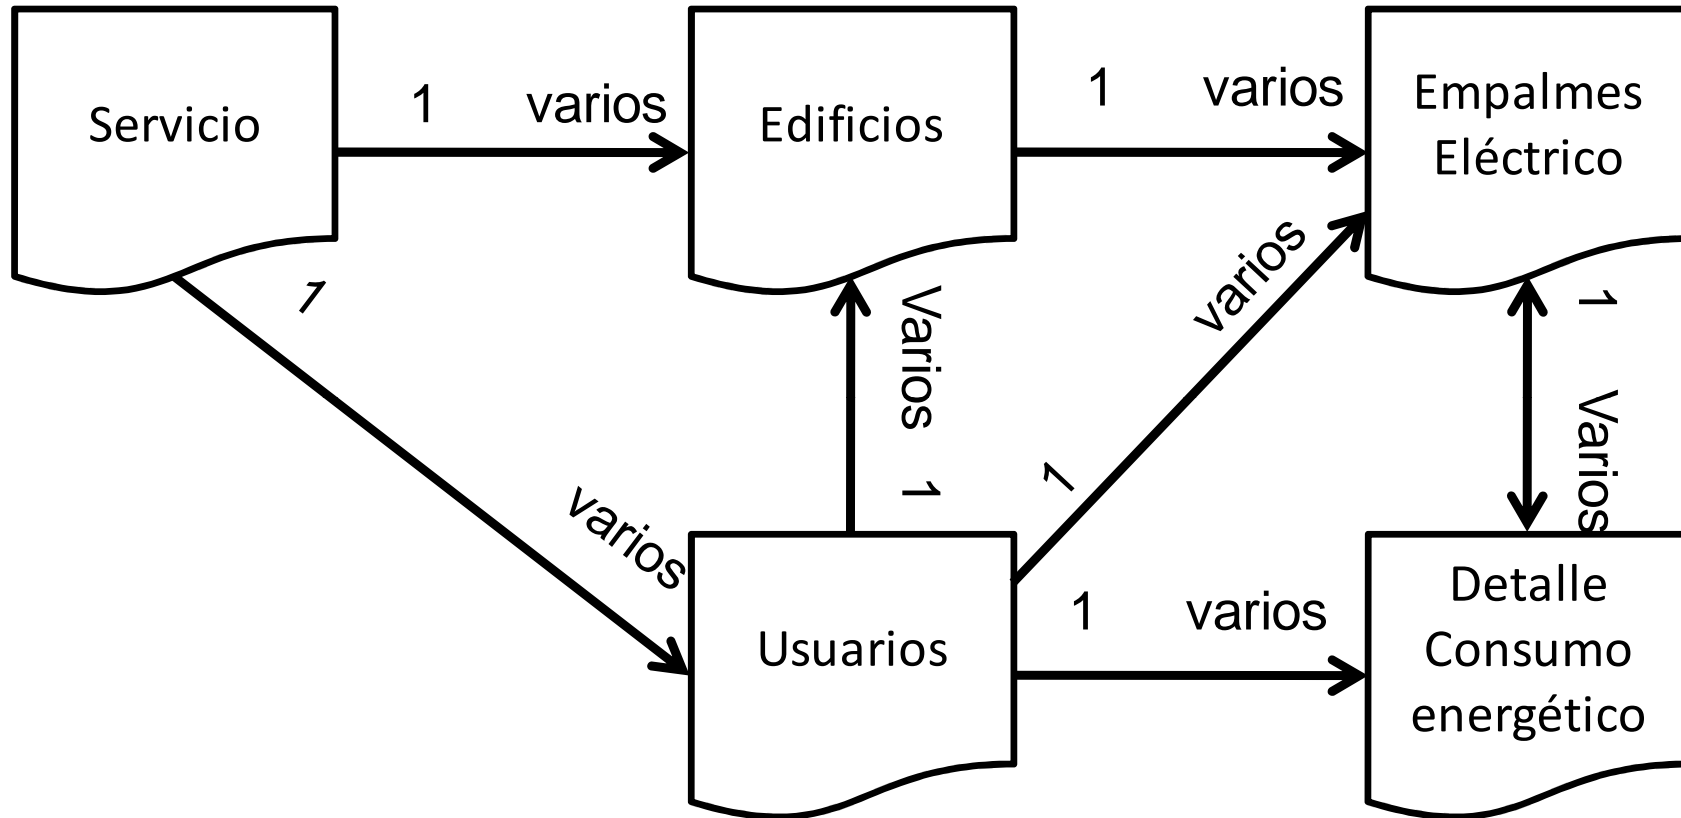 Servicio
1 varios
Edificios
1 varios
Empalmes
Eléctrico
1
varios
Varios 1
1
varios
1
Varios
Usuarios
1 varios
Detalle
Consumo
energético